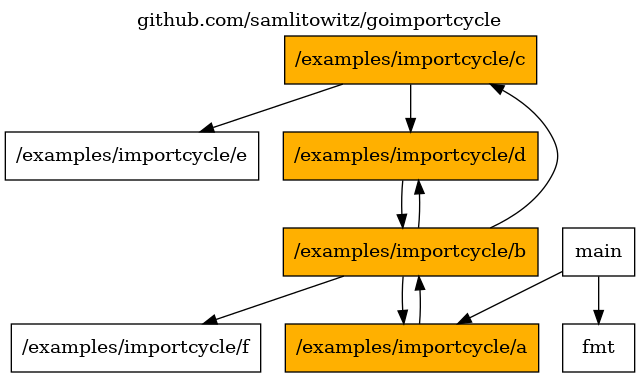 github.com/samlitowitz/goimportcycle
/examples/importcycle/c
/examples/importcycle/e
/examples/importcycle/d
/examples/importcycle/b
main
/examples/importcycle/f
/examples/importcycle/a
fmt